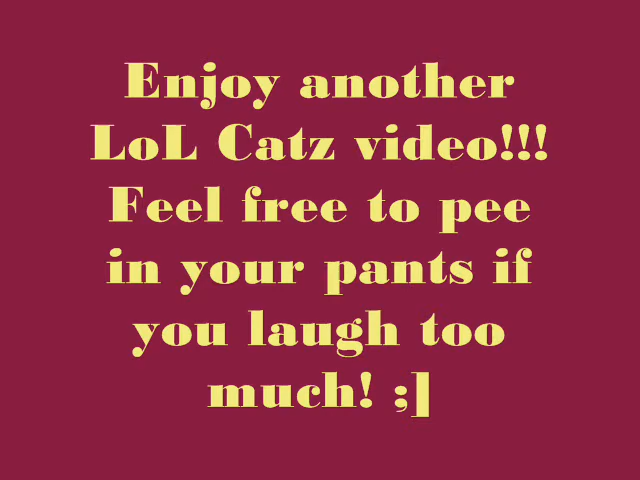 Enjoy another
LoL Catz video!!!
Feel free to pee
in your pants if
you laugh too
much! ;]